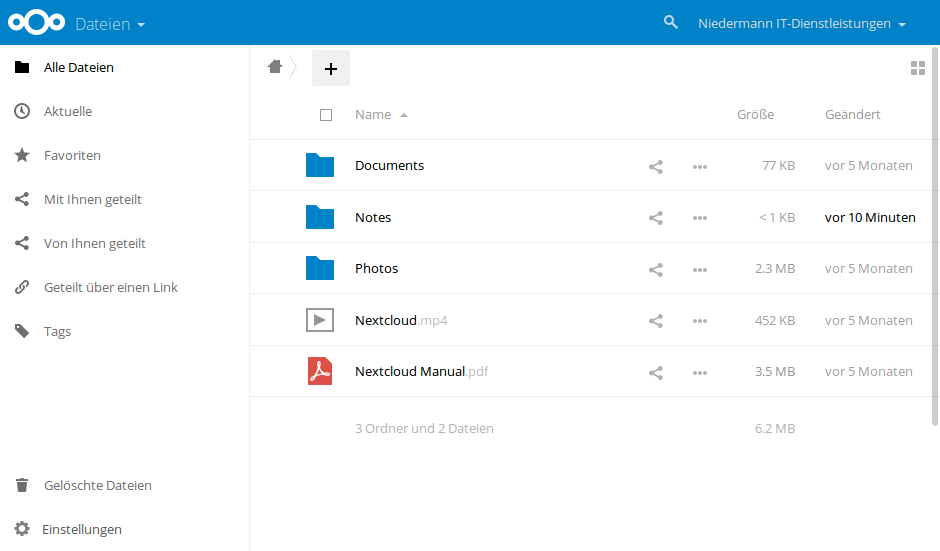 Dateien
Niedermann IT-Dienstleistungen
Alle Dateien
Aktuelle
Favoriten
Mit Ihnen geteilt
Von Ihnen geteilt
Geteilt über einen Link
Tags
Gelöschte Dateien
Einstellungen
Name Größe Geändert
Documents 77 KB vor 5 Monaten
Notes < 1 KB vor 10 Minuten
Photos 2.3 MB vor 5 Monaten
Nextcloud.mp4 452 KB vor 5 Monaten
Nextcloud Manual.pdf 3.5 MB vor 5 Monaten
3 Ordner und 2 Dateien 6.2 MB